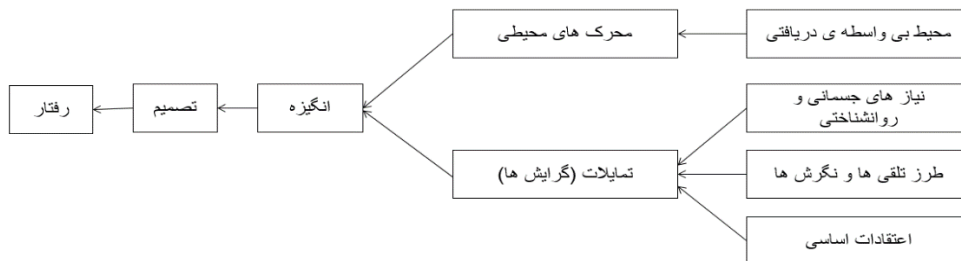 محیط بی واسطه ی دریافتی
محرک های محیطی
نیاز های جسمانی و
روانشناختی
انگیزه
تصمیم
رفتار
تمایلات (گرایش ها)
طرز تلقی ها و نگرش ها
اعتقادات اساسی